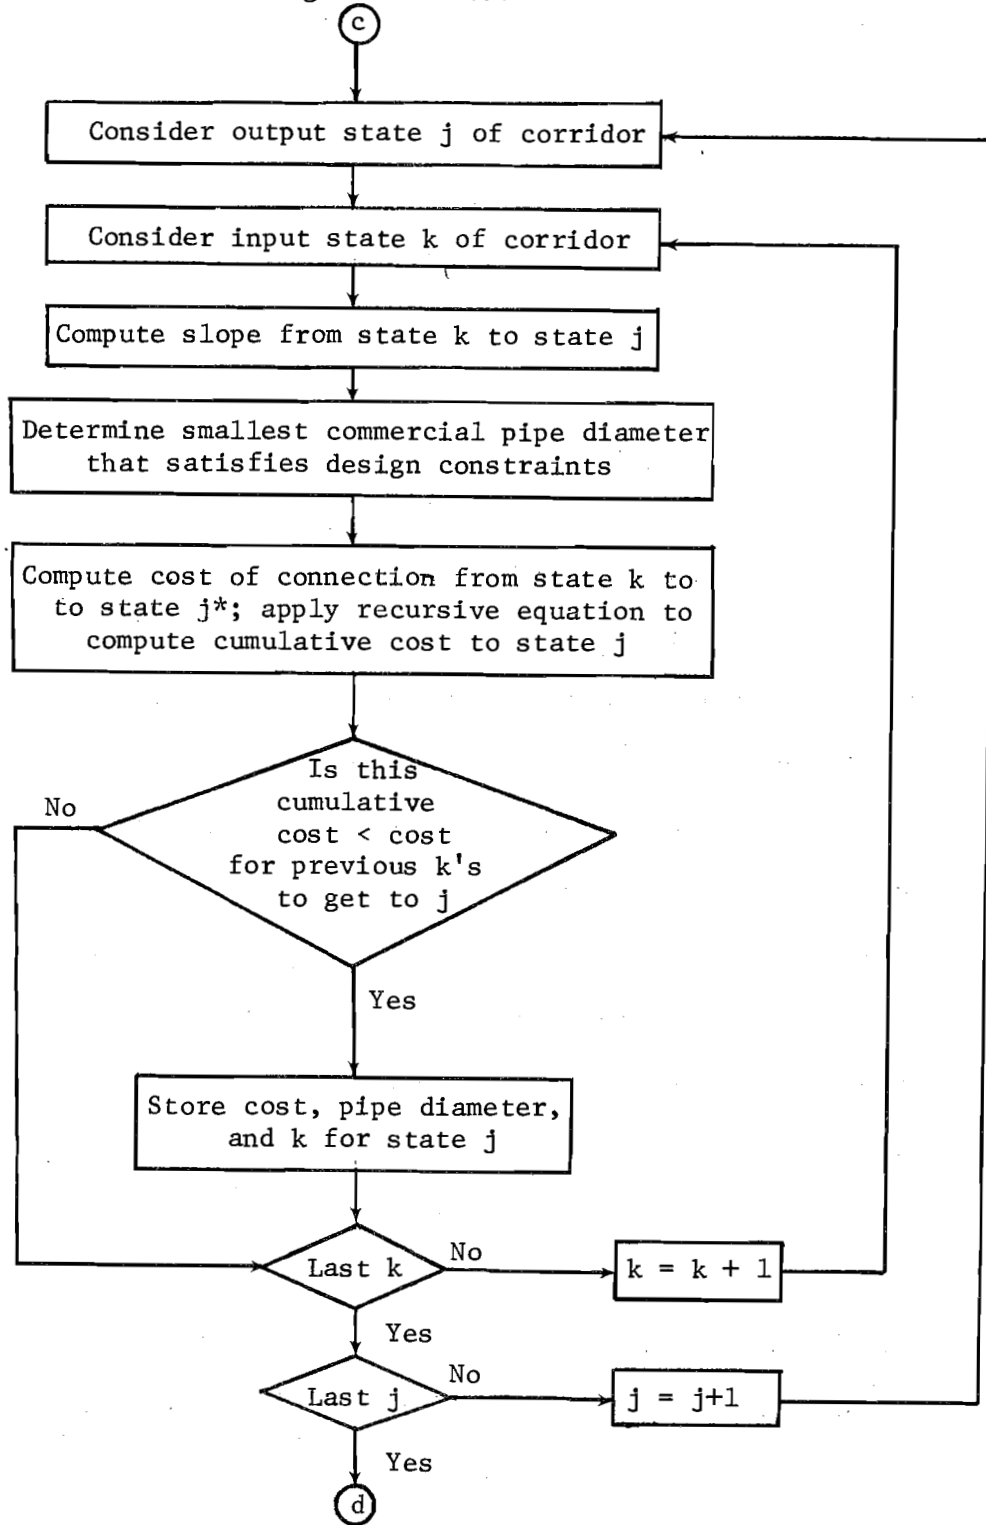 c
Consider output state j of corridor
Consider input state k of corridor
Compute slope from state k to state j
Determine smallest commercial pipe diameter
that satisfies design constraints
Compute cost of connection from state k to
to state j*; apply recursive equation to
compute cumulative cost to state j
Is this
cumulative
cost < cost
for previous k's
to get to j
No
Yes
Store cost, pipe diameter,
and k for state j
Last k
No
k = k + 1
Yes
Last j
No
j = j+1
Yes
d